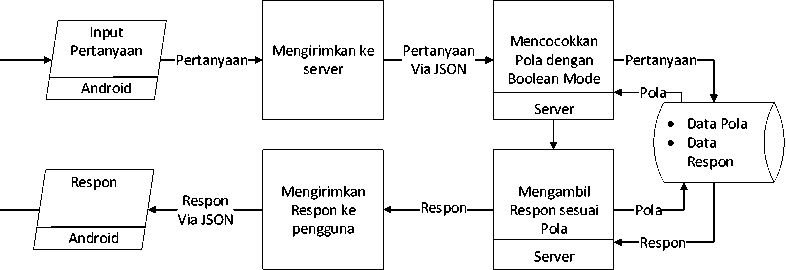 Input
Pertanyaan
Android
Pertanyaan
Mengirimkan ke
server
Pertanyaan
Via JSON
Mencocokkan
Pola dengan
Boolean Mode
Server
Pertanyaan
Pola
● Data Pola
● Data
Respon
Respon
Android
Respon
Via JSON
Mengirimkan
Respon ke
pengguna
Respon
Mengambil
Respon sesuai
Pola
Server
Pola
Respon